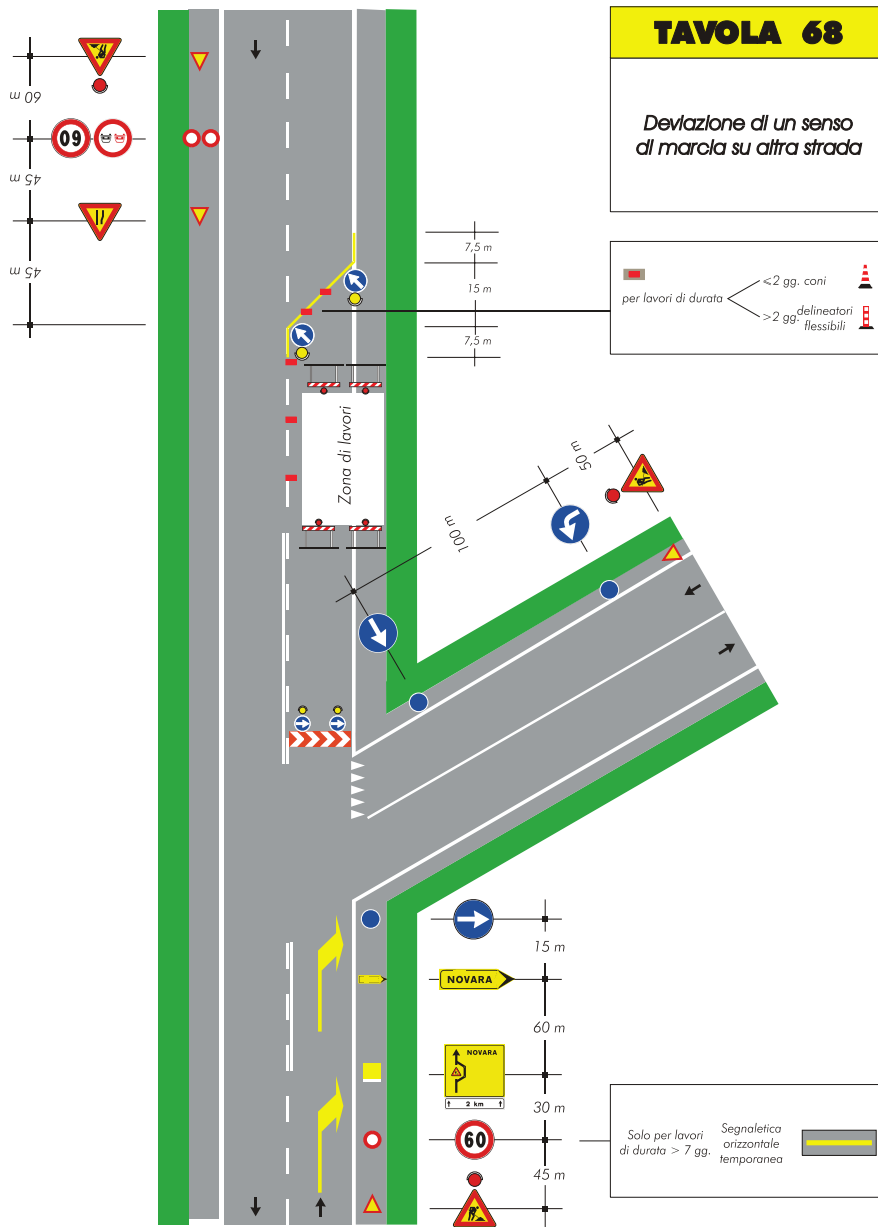 TAVOLA 68
Deviazione di un senso
di marcia su altra strada
60 m
60
45 m
45 m
7,5 m
15 m
7,5 m
per lavori di durata
≤2 gg. coni
>2 gg. delineatori
flessibili
Zona di lavori
50 m
100 m
15 m
NOVARA
60 m
NOVARA
2 km
30 m
60
45 m
Solo per lavori
di durata > 7 gg.
Segnaletica
orizzontale
temporanea